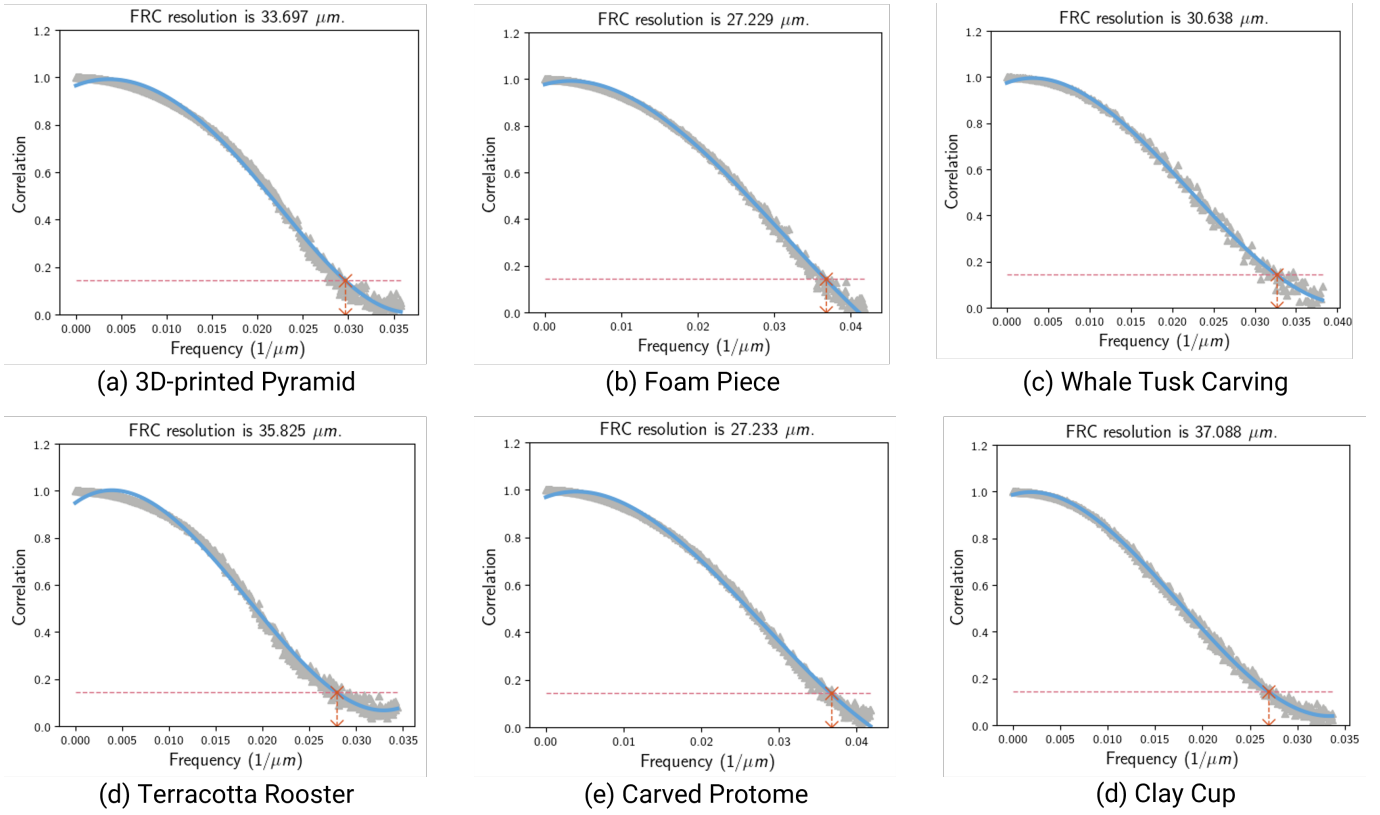 FRC resolution is 33.697 μm.
1.2
1.0
0.8
0.6
0.4
0.2
0.0
Correlation
0.000 0.005 0.010 0.015 0.020 0.025 0.030 0.035
Frequency (1/μm)
(a) 3D-printed Pyramid
FRC resolution is 27.229 μm.
1.2
1.0
0.8
0.6
0.4
0.2
0.0
Correlation
0.00 0.01 0.02 0.03 0.04
Frequency (1/μm)
(b) Foam Piece
FRC resolution is 30.638 μm.
1.2
1.0
0.8
0.6
0.4
0.2
0.0
Correlation
0.000 0.005 0.010 0.015 0.020 0.025 0.030 0.035 0.040
Frequency (1/μm)
(c) Whale Tusk Carving
FRC resolution is 35.825 μm.
1.2
1.0
0.8
0.6
0.4
0.2
0.0
Correlation
0.000 0.005 0.010 0.015 0.020 0.025 0.030 0.035
Frequency (1/μm)
(d) Terracotta Rooster
FRC resolution is 27.233 μm.
1.2
1.0
0.8
0.6
0.4
0.2
0.0
Correlation
0.00 0.01 0.02 0.03 0.04
Frequency (1/μm)
(e) Carved Protome
FRC resolution is 37.088 μm.
1.2
1.0
0.8
0.6
0.4
0.2
0.0
Correlation
0.000 0.005 0.010 0.015 0.020 0.025 0.030 0.035
Frequency (1/μm)
(d) Clay Cup